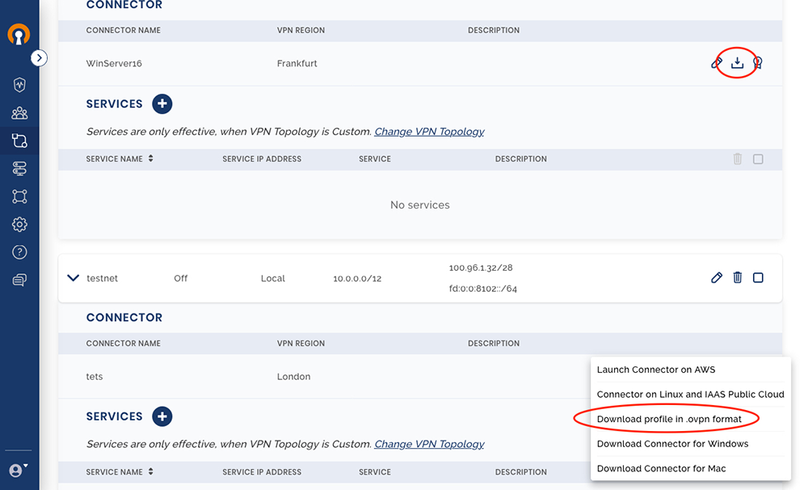 CONNECTOR
CONNECTOR NAME VPN REGION DESCRIPTION
WinServer16 Frankfurt
SERVICES
Services are only effective, when VPN Topology is Custom. Change VPN Topology
SERVICE NAME SERVICE IP ADDRESS SERVICE DESCRIPTION
No services
testnet Off Local 10.0.0.0/12 100.96.1.32/28
fd:0:0:8102::/64
CONNECTOR
CONNECTOR NAME VPN REGION DESCRIPTION
tets London
Launch Connector on AWS
Connector on Linux and IAAS Public Cloud
Download profile in .ovpn format
Download Connector for Windows
Download Connector for Mac
SERVICES
Services are only effective, when VPN Topology is Custom. Change VPN Topology
SERVICE NAME SERVICE IP ADDRESS SERVICE DESCRIPTION